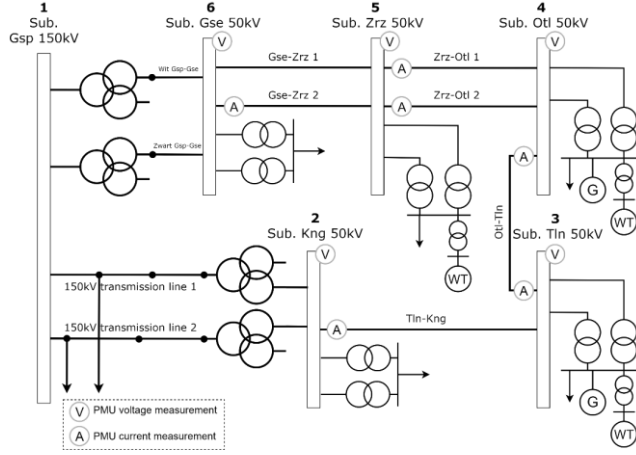 1
Sub.
Gsp 150kV
6
Sub. Gse 50kV
5
Sub. Zrz 50kV
4
Sub. Otl 50kV
V
V
V
Wit Gsp-Gse
Gse-Zrz 1
Zrz-Otl 1
A
Gse-Zrz 2
Zrz-Otl 2
A
A
Zwart Gsp-Gse
A
G
WT
Otl-Tln
2
Sub. Kng 50kV
3
Sub. Tln 50kV
V
V
WT
150kV transmission line 1
A
150kV transmission line 2
Tln-Kng
A
G
WT
V PMU voltage measurement
A PMU current measurement